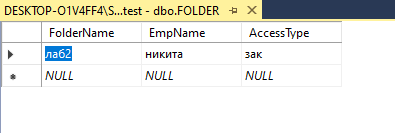 DESKTOP-O1V4FF4\S...test - dbo.FOLDER
FolderName EmpName AccessType
лаб2 никита зак
NULL NULL NULL